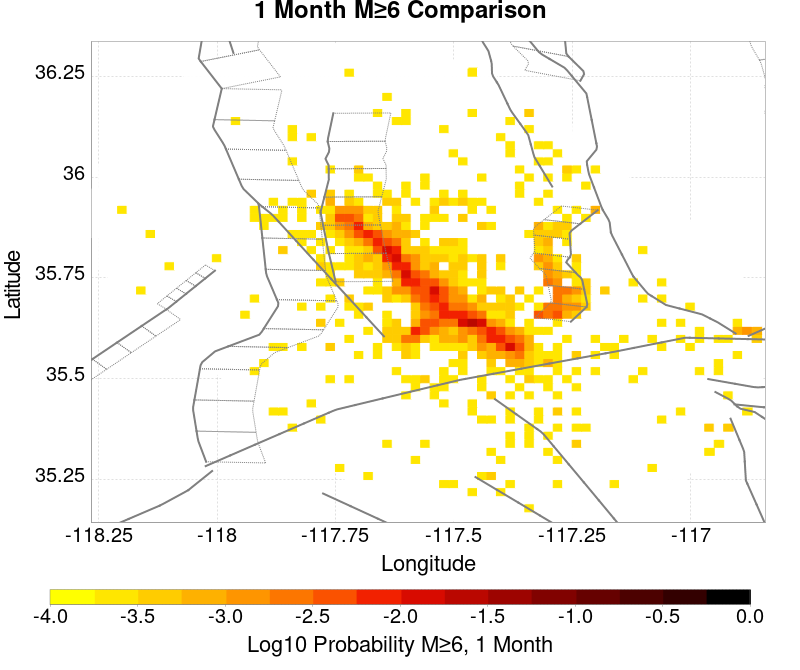 1 Month M≥6 Comparison
36.25
36
35.75
35.5
35.25
Latitude
-118.25 -118 -117.75 -117.5 -117.25 -117
Longitude
-4.0 -3.5 -3.0 -2.5 -2.0 -1.5 -1.0 -0.5 0.0
Log10 Probability M≥6, 1 Month